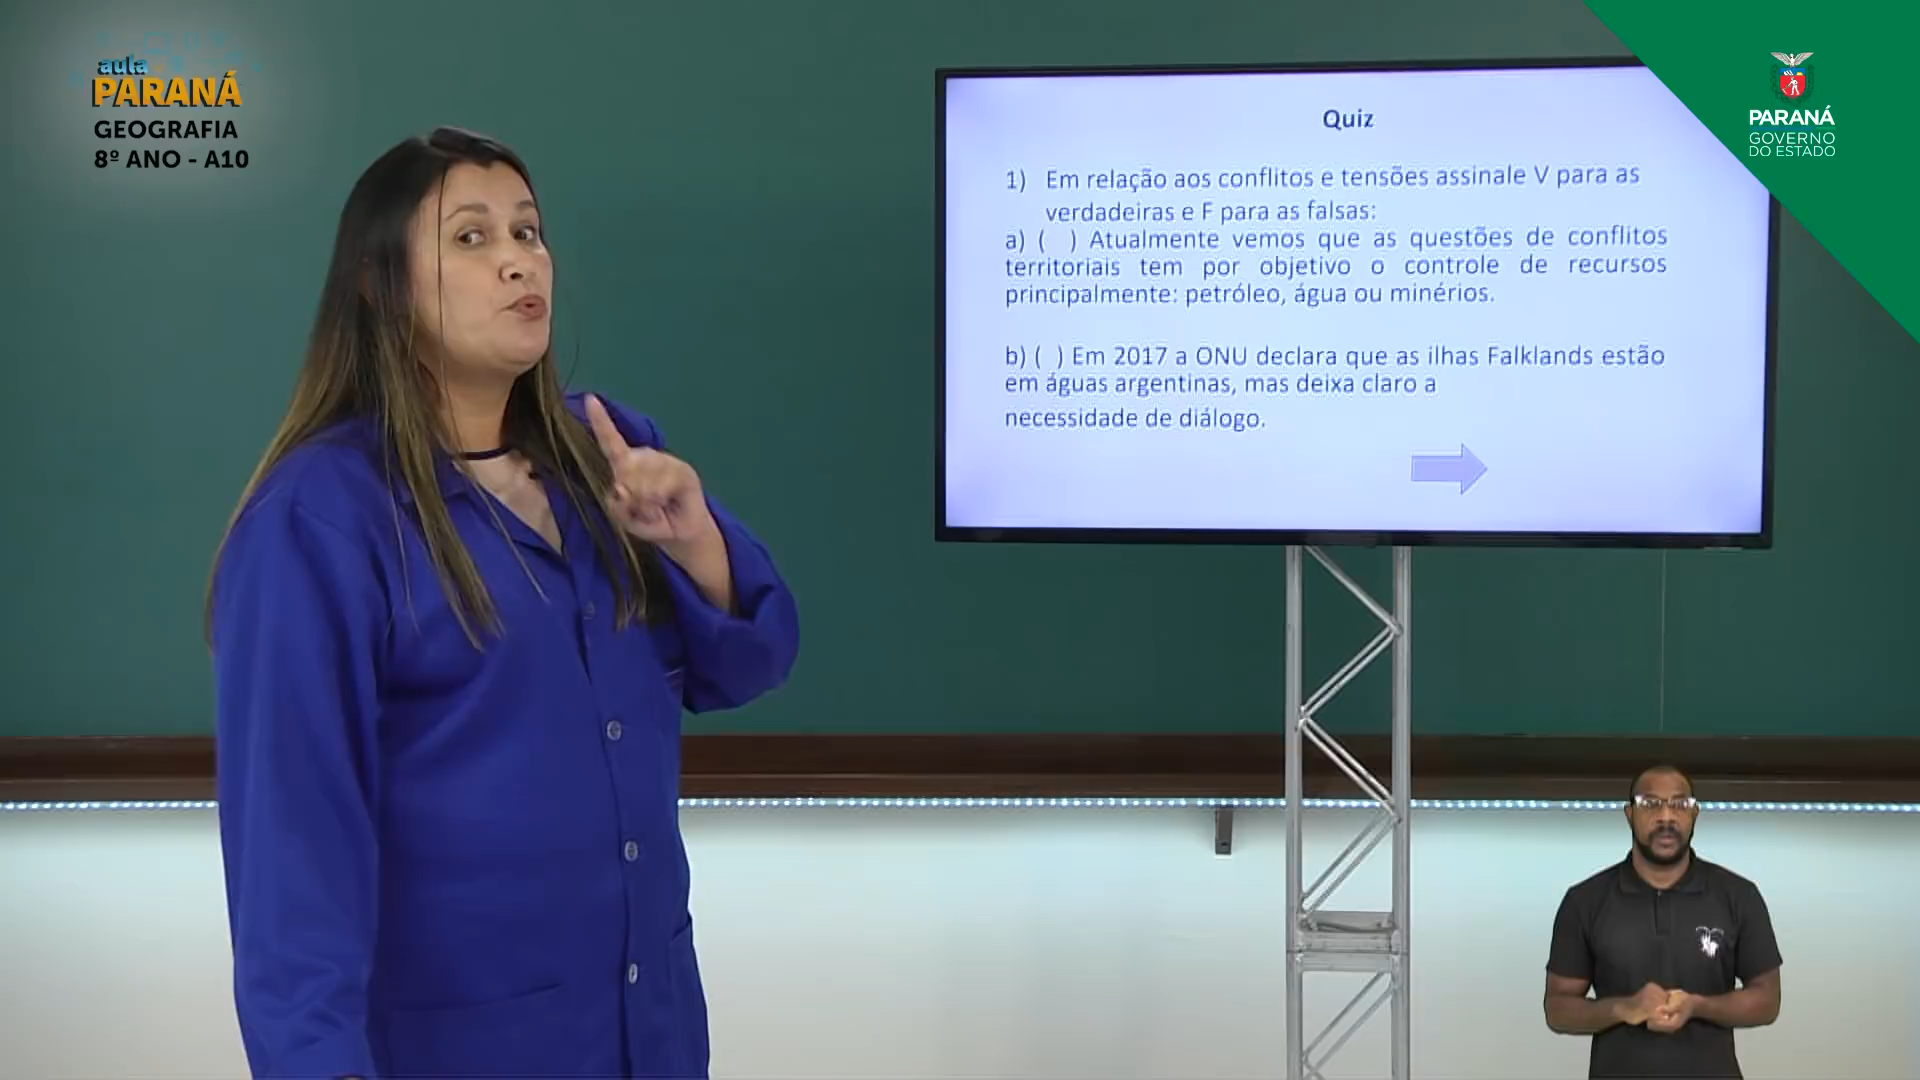 aula
PARANÁ
GEOGRAFIA
8º ANO - A10
Quiz
1) Em relação aos conflitos e tensões assinale V para as
verdadeiras e F para as falsas:
a) ( ) Atualmente vemos que as questões de conflitos
territoriais tem por objetivo o controle de recursos
principalmente: petróleo, água ou minérios.
b) ( ) Em 2017 a ONU declara que as ilhas Falklands estão
em águas argentinas, mas deixa claro a
necessidade de diálogo.
PARANÁ
GOVERNO
DO ESTADO